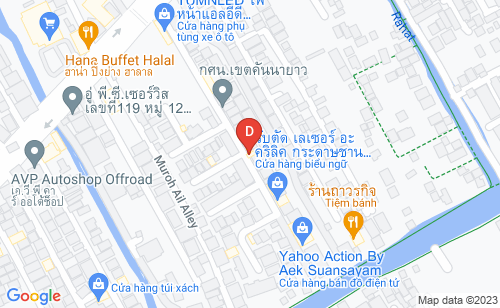 TUMNLED ไฟ
หน้าแอลอีดี...
Cửa hàng phụ
tùng xe ô tô
Hana Buffet Halal
ฮานา ปิ้งย่าง ฮาลาล
กศน.เขตคันนายาว
อู่ พี.ซี.เซอร์วิส
เลขที่119 หมู่ 12...
D
รับตัด เลเซอร์ อะ
คริลิค กระดาษชาน...
Cửa hàng biểu ngữ
AVP Autoshop Offroad
เอ.วี.พี.คา
ร์ ออโต้ช็อป
Muroh Ail Alley
ร้านถาวรกิจ
Tiệm bánh
Yahoo Action By
Aek Suansayam
Cửa hàng bán đồ điện tử
Cửa hàng túi xách
Google
Map data ©2023